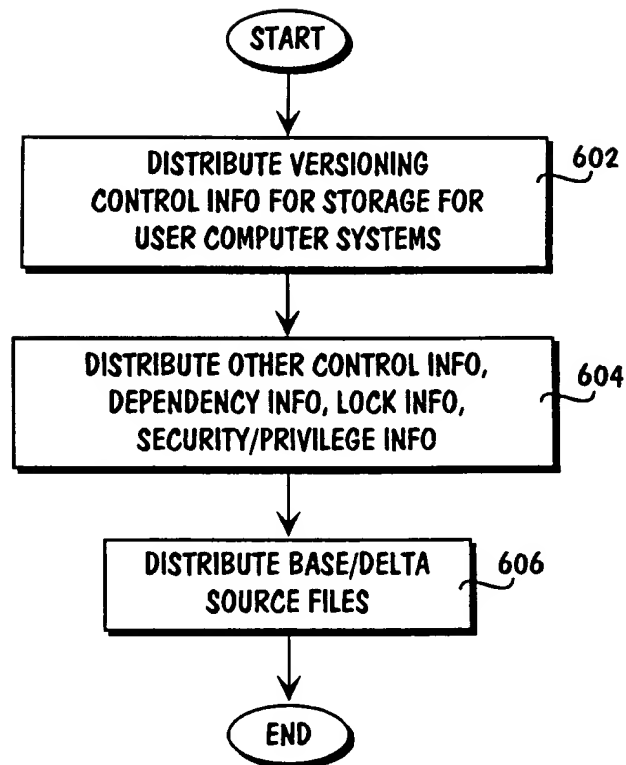 START
DISTRIBUTE VERSIONING
CONTROL INFO FOR STORAGE FOR
USER COMPUTER SYSTEMS
602
DISTRIBUTE OTHER CONTROL INFO,
DEPENDENCY INFO, LOCK INFO,
SECURITY/PRIVILEGE INFO
604
DISTRIBUTE BASE/DELTA
SOURCE FILES
606
END